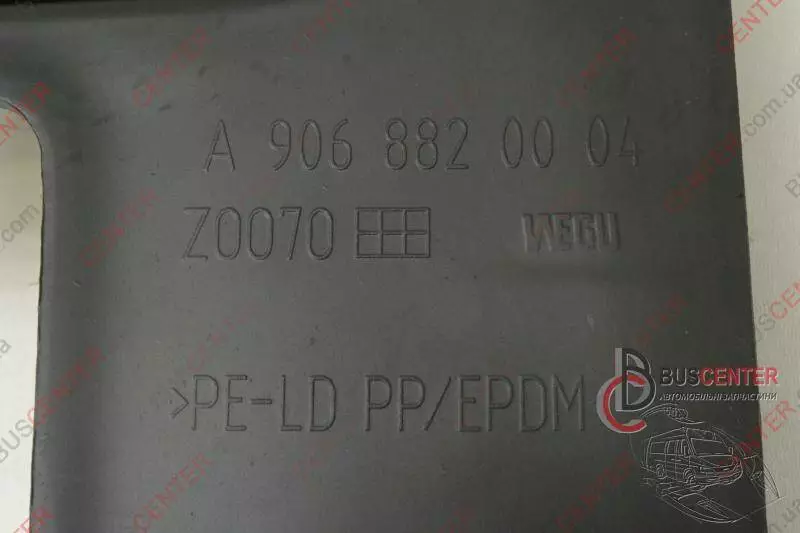 A 906 882 00 04
Z0070 WEGU
>PE-LD PP/EPDM
BUSCENTER
АВТОМОБІЛЬНІ ЗАПЧАСТИНИ